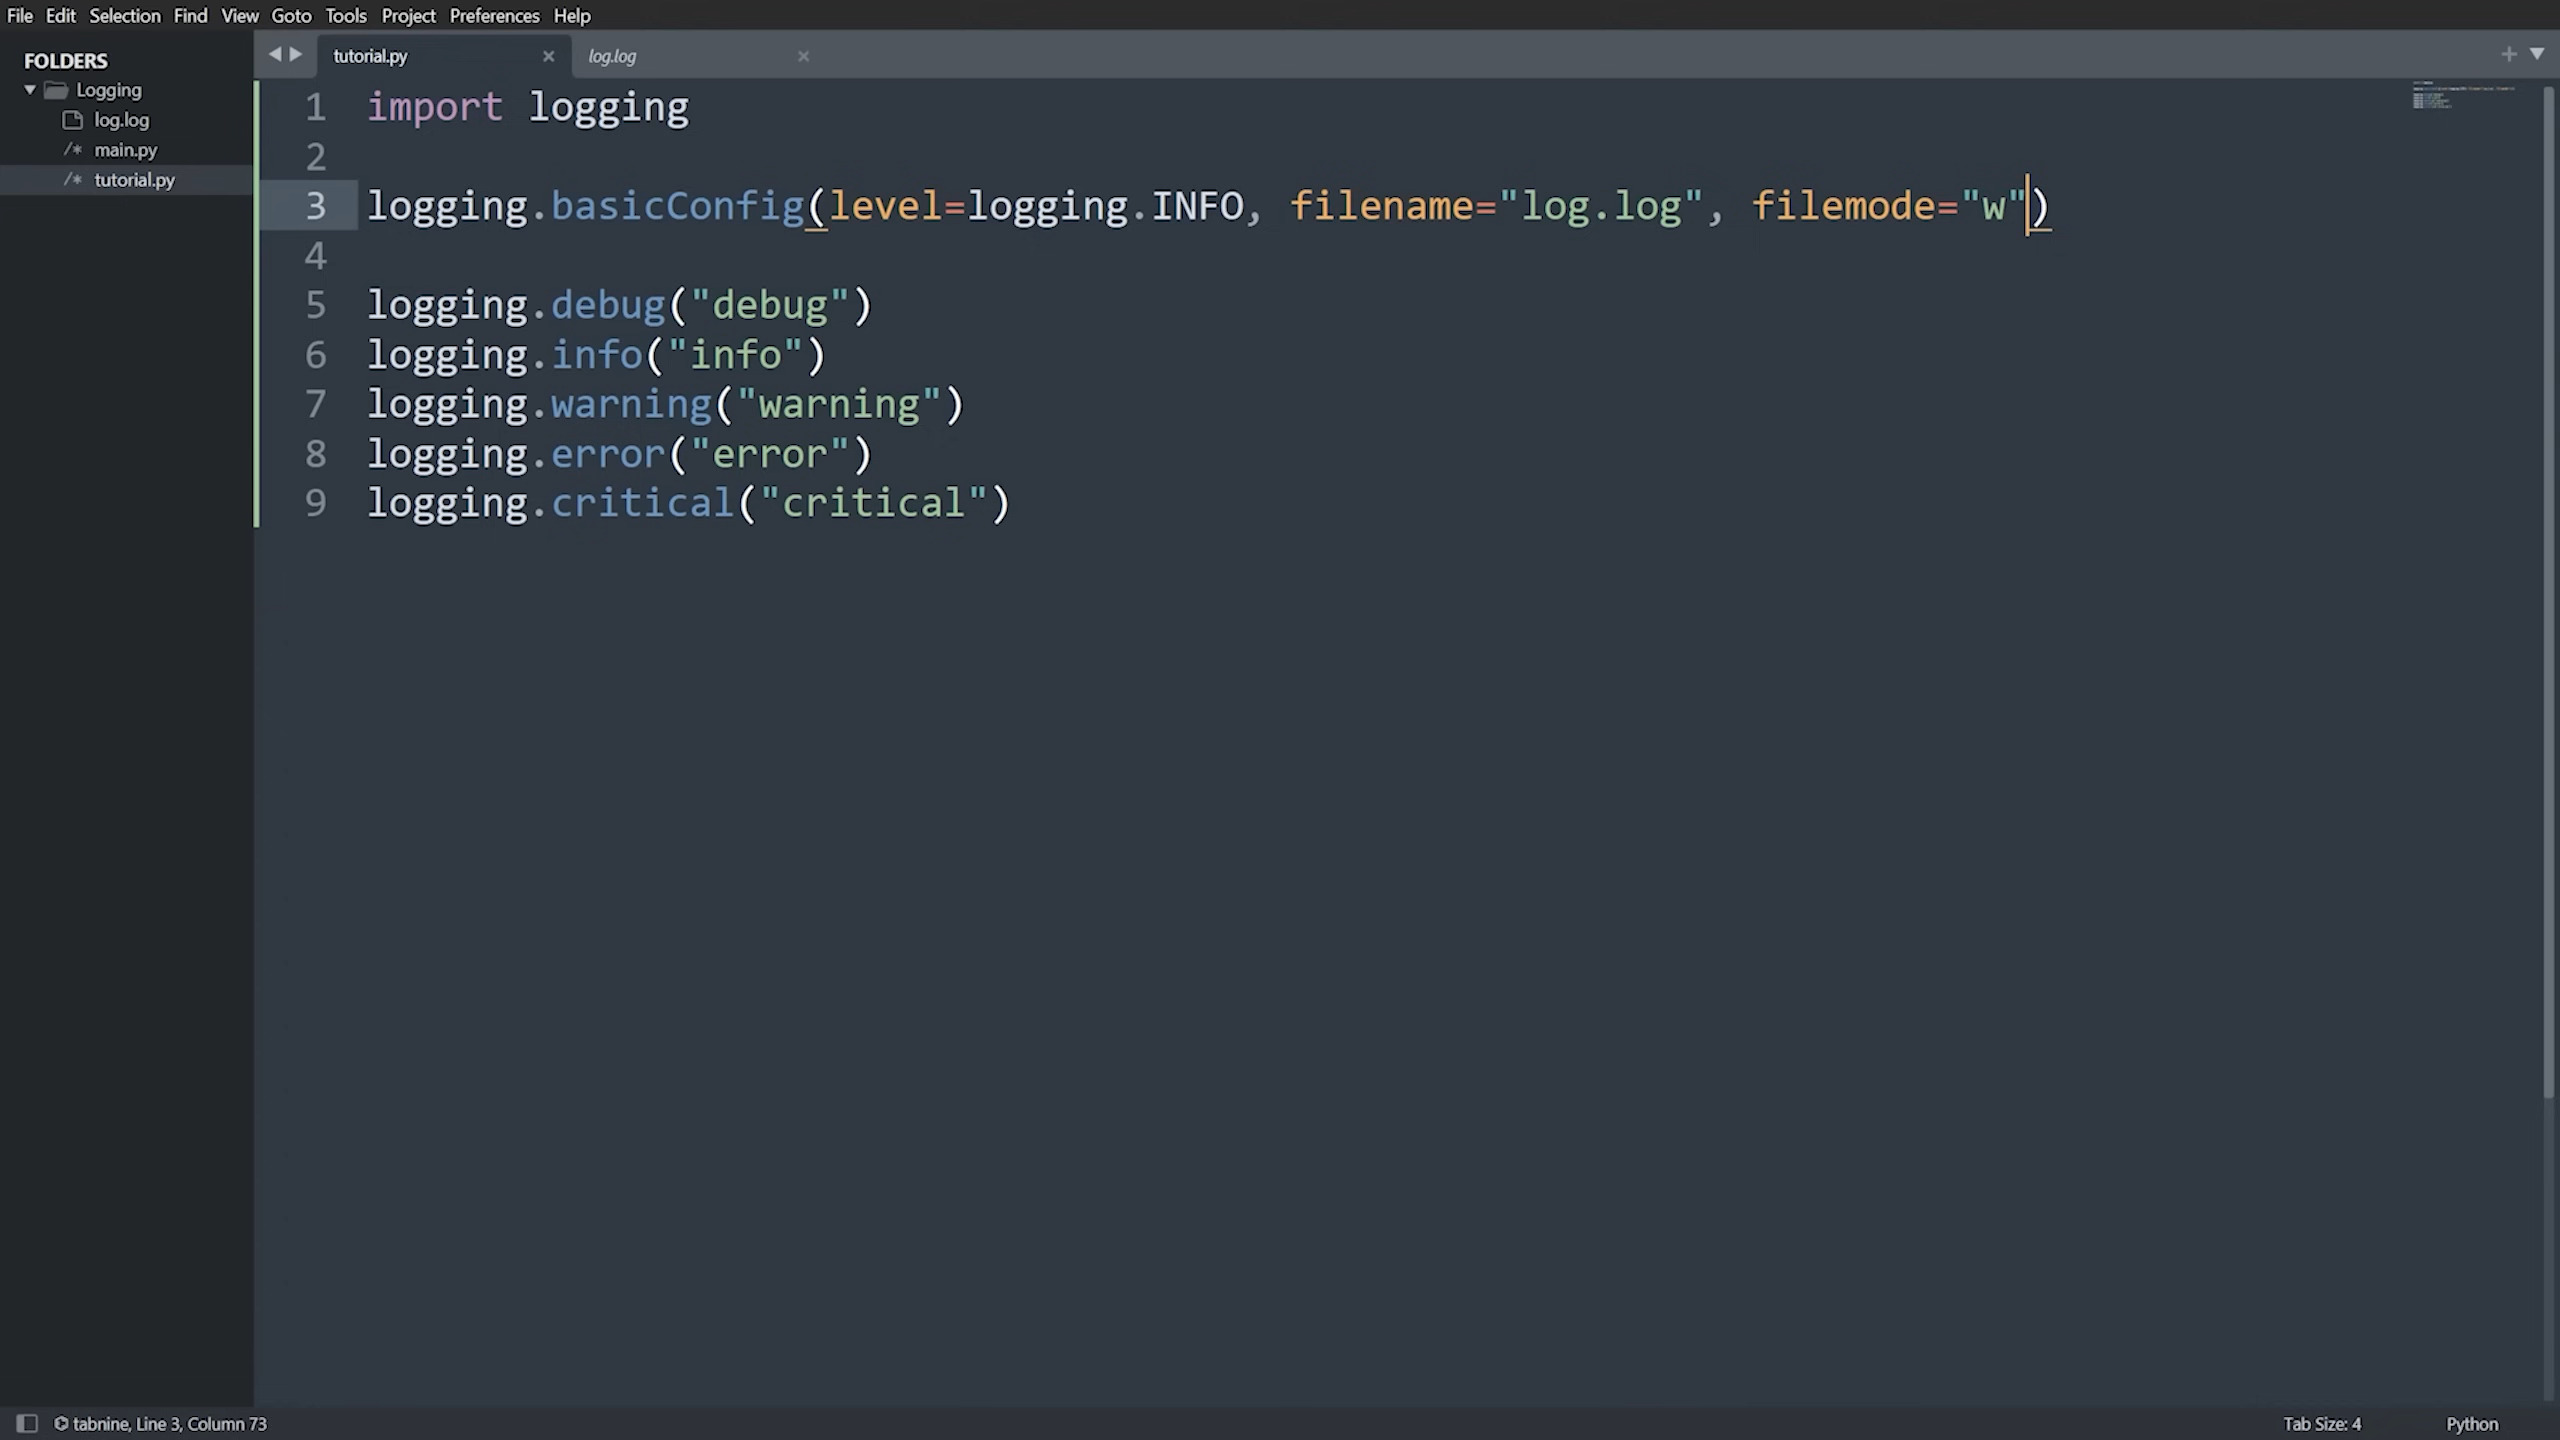 File Edit Selection Find View Goto Tools Project Preferences Help
FOLDERS
Logging
log.log
/* main.py
/* tutorial.py
tutorial.py × log.log ×
1 import logging
2
3 logging.basicConfig(level=logging.INFO, filename="log.log", filemode="w")
4
5 logging.debug("debug")
6 logging.info("info")
7 logging.warning("warning")
8 logging.error("error")
9 logging.critical("critical")
tabnine, Line 3, Column 73
Tab Size: 4
Python